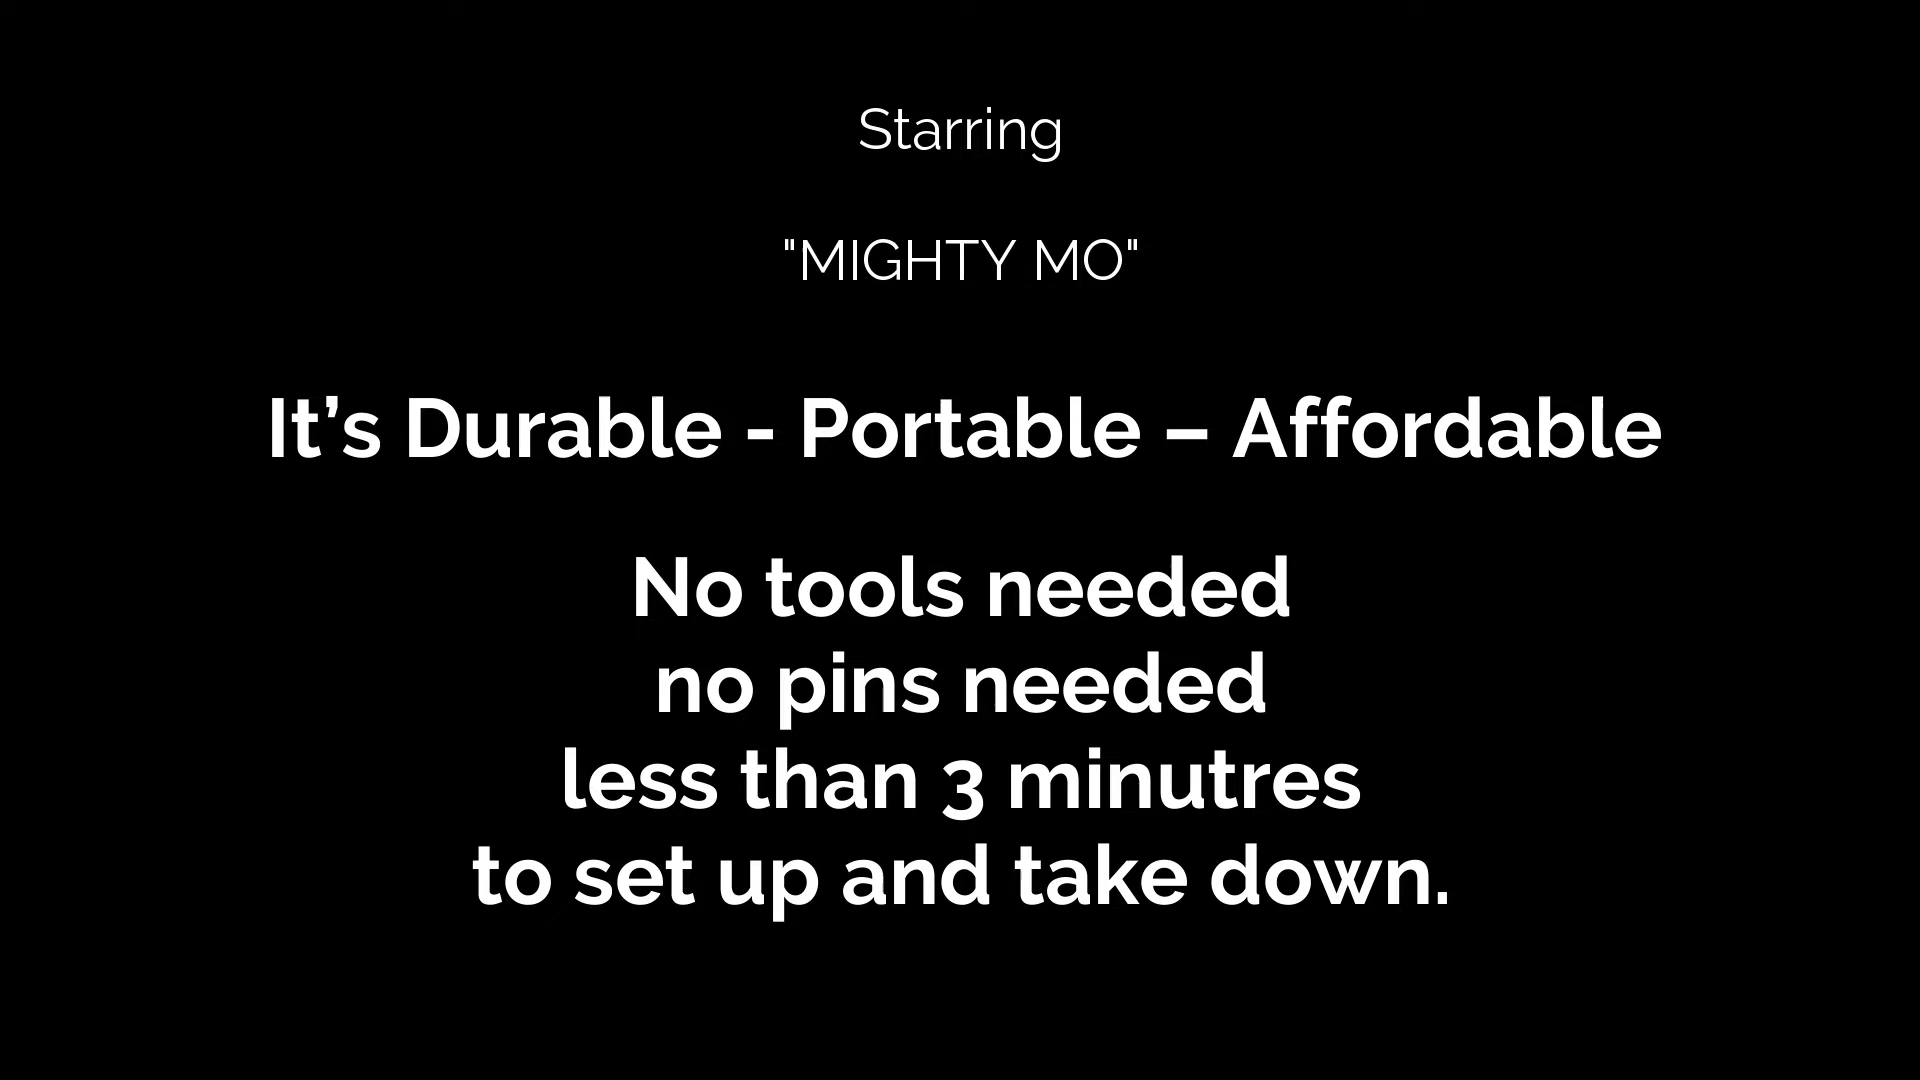 Starring
"MIGHTY MO"
It’s Durable - Portable – Affordable
No tools needed
no pins needed
less than 3 minutres
to set up and take down.